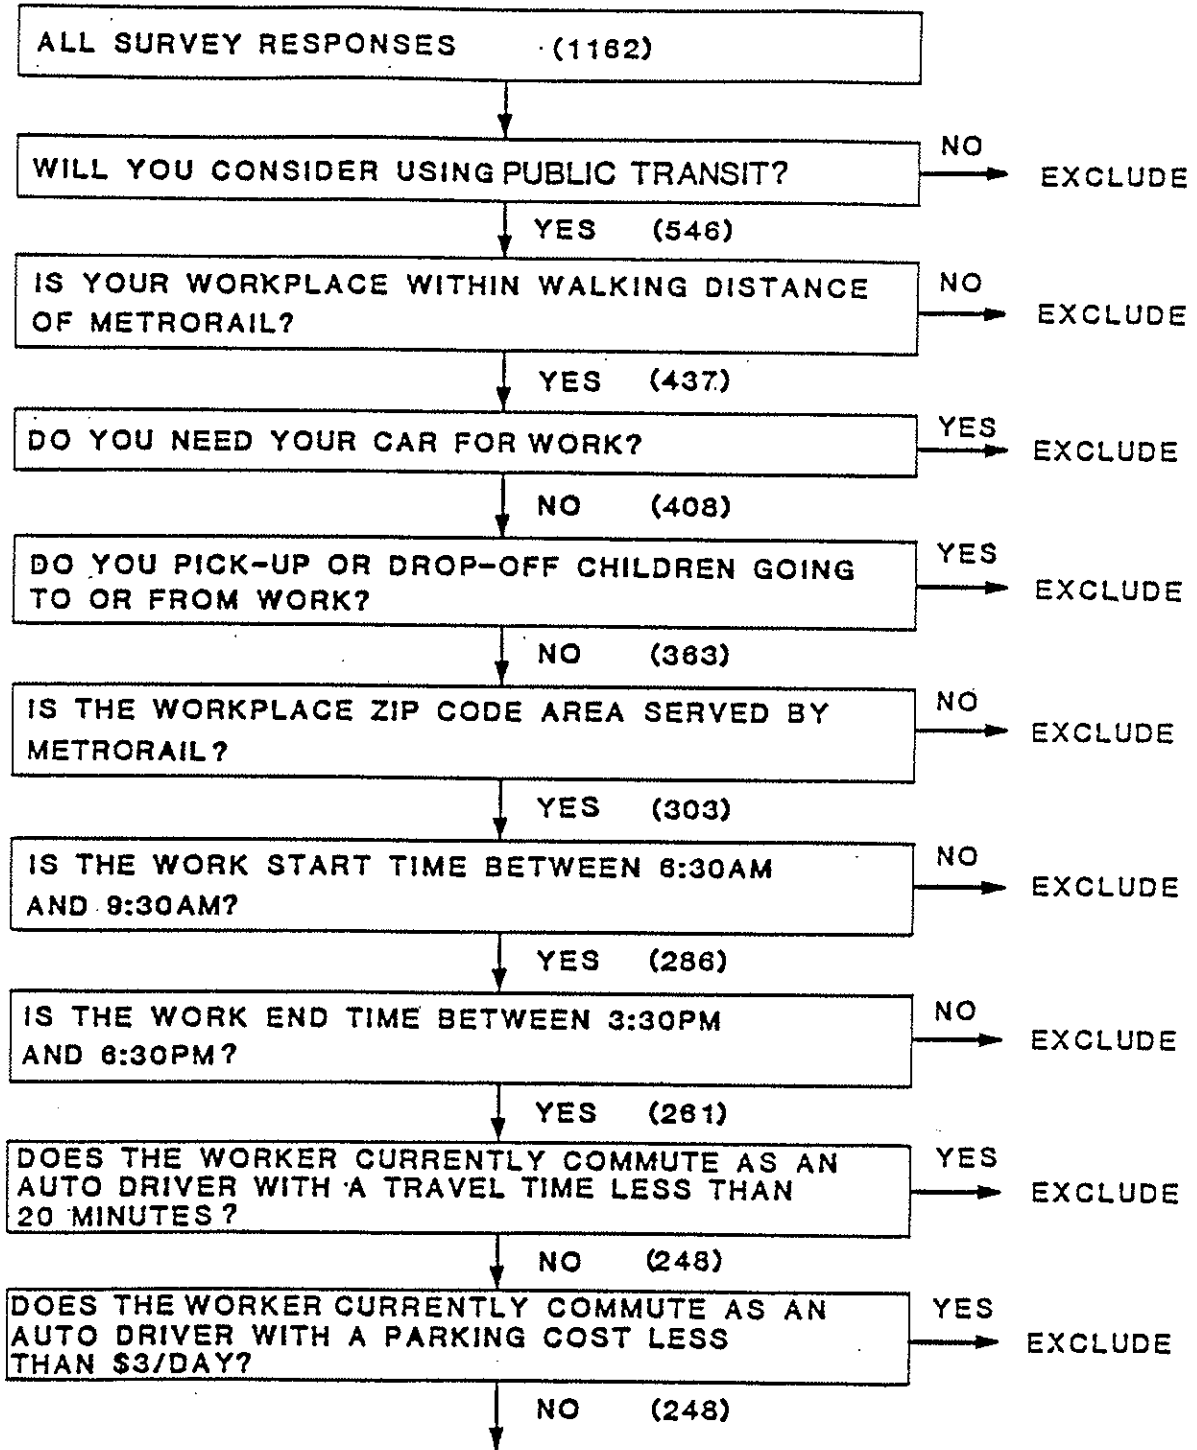 ALL SURVEY RESPONSES (1162)
WILL YOU CONSIDER USING PUBLIC TRANSIT?
NO
EXCLUDE
YES (546)
IS YOUR WORKPLACE WITHIN WALKING DISTANCE
OF METRORAIL?
NO
EXCLUDE
YES (437)
DO YOU NEED YOUR CAR FOR WORK?
YES
EXCLUDE
NO (408)
DO YOU PICK-UP OR DROP-OFF CHILDREN GOING
TO OR FROM WORK?
YES
EXCLUDE
NO (363)
IS THE WORKPLACE ZIP CODE AREA SERVED BY
METRORAIL?
NO
EXCLUDE
YES (303)
IS THE WORK START TIME BETWEEN 6:30AM
AND 9:30AM?
NO
EXCLUDE
YES (286)
IS THE WORK END TIME BETWEEN 3:30PM
AND 6:30PM?
NO
EXCLUDE
YES (261)
DOES THE WORKER CURRENTLY COMMUTE AS AN
AUTO DRIVER WITH A TRAVEL TIME LESS THAN
20 MINUTES?
YES
EXCLUDE
NO (248)
DOES THE WORKER CURRENTLY COMMUTE AS AN
AUTO DRIVER WITH A PARKING COST LESS
THAN $3/DAY?
YES
EXCLUDE
NO (248)